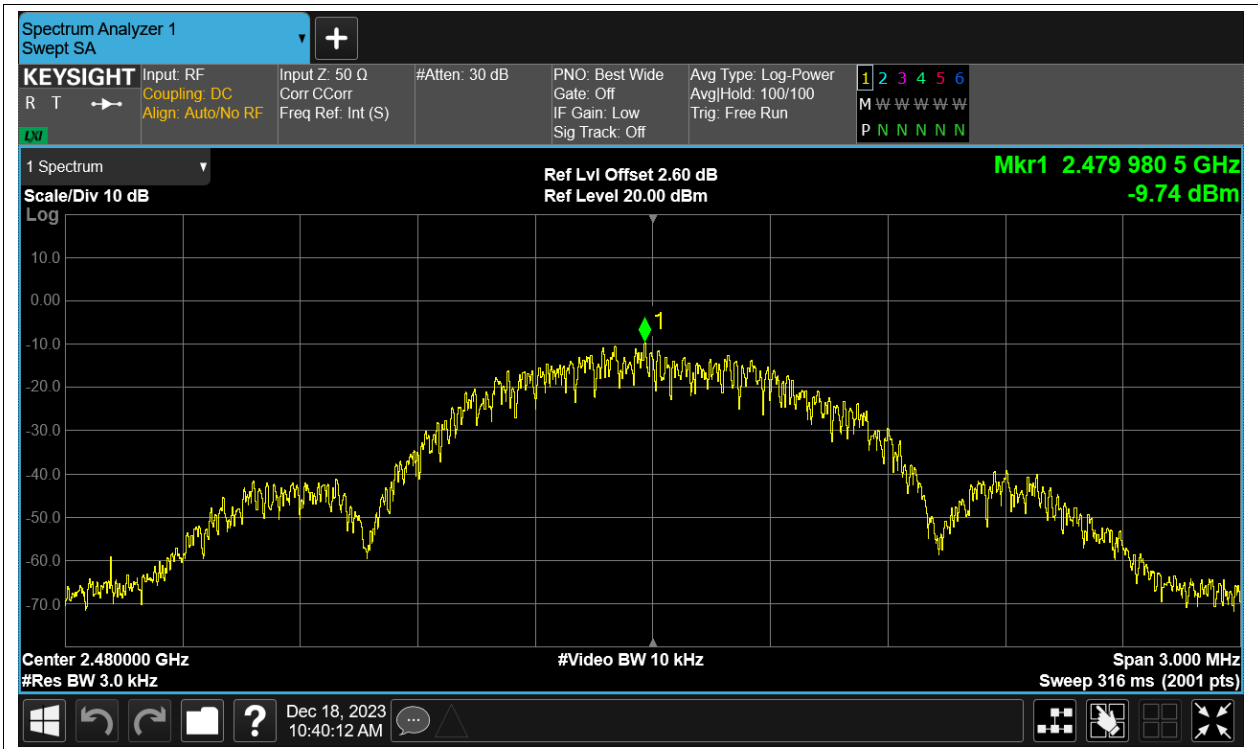 Spectrum Analyzer 1
Swept SA
KEYSIGHT
R T
LXI
Input: RF
Coupling: DC
Align: Auto/No RF
Input Z: 50 Ω
Corr CCorr
Freq Ref: Int (S)
#Atten: 30 dB
PNO: Best Wide
Gate: Off
IF Gain: Low
Sig Track: Off
Avg Type: Log-Power
Avg|Hold: 100/100
Trig: Free Run
1 2 3 4 5 6
M W W W W W
P N N N N N
1 Spectrum
Scale/Div 10 dB
Log
Ref Lvl Offset 2.60 dB
Ref Level 20.00 dBm
Mkr1 2.479 980 5 GHz
-9.74 dBm
10.0
0.00
1
-10.0
-20.0
-30.0
-40.0
-50.0
-60.0
-70.0
Center 2.480000 GHz
#Res BW 3.0 kHz
#Video BW 10 kHz
Span 3.000 MHz
Sweep 316 ms (2001 pts)
?
Dec 18, 2023
10:40:12 AM